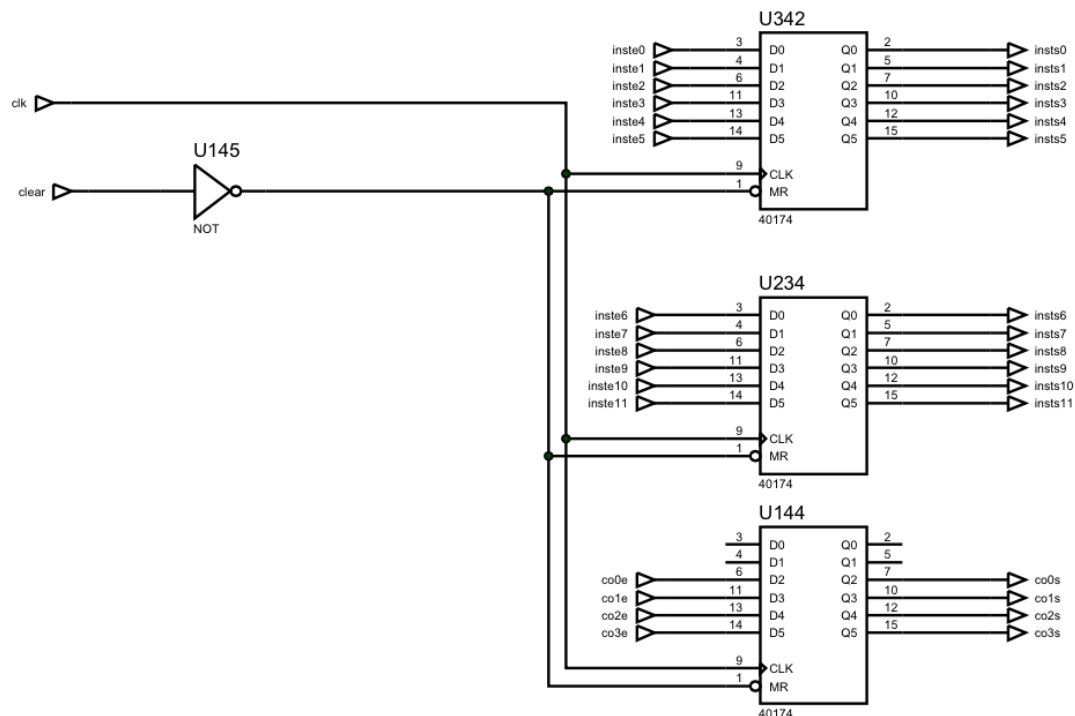 U342
inste0 3 D0 Q0 2 insts0
inste1 4 D1 Q1 5 insts1
inste2 6 D2 Q2 7 insts2
inste3 11 D3 Q3 10 insts3
inste4 13 D4 Q4 12 insts4
inste5 14 D5 Q5 15 insts5
clk
9 CLK
1 MR
40174
U145
clear
NOT
U234
inste6 3 D0 Q0 2 insts6
inste7 4 D1 Q1 5 insts7
inste8 6 D2 Q2 7 insts8
inste9 11 D3 Q3 10 insts9
inste10 13 D4 Q4 12 insts10
inste11 14 D5 Q5 15 insts11
9 CLK
1 MR
40174
U144
3 D0 Q0 2
4 D1 Q1 5
co0e 6 D2 Q2 7 co0s
co1e 11 D3 Q3 10 co1s
co2e 13 D4 Q4 12 co2s
co3e 14 D5 Q5 15 co3s
9 CLK
1 MR
40174